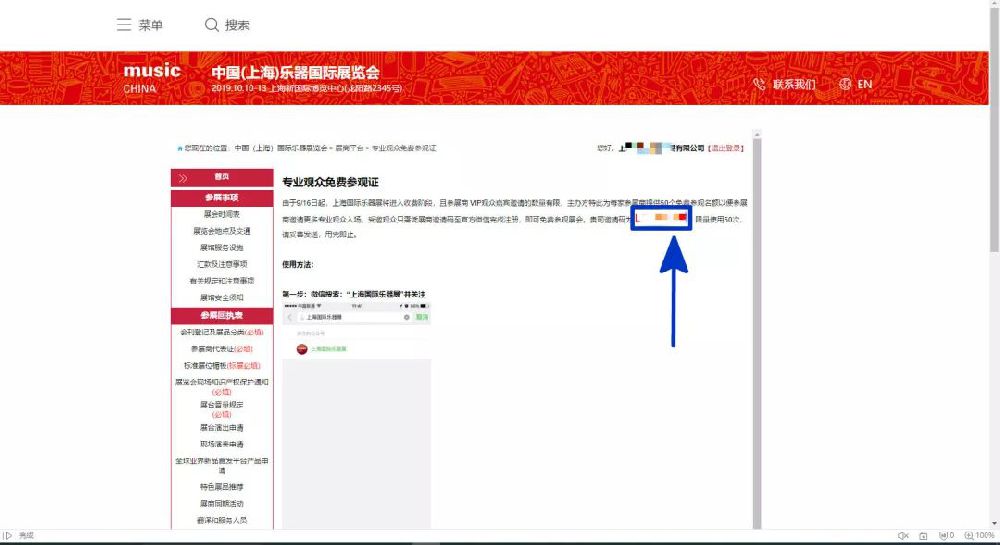 菜单 搜索
music 中国(上海)乐器国际展览会
CHINA 2019.10.10-13 上海新国际博览中心(龙阳路2345号)
联系我们 EN
您现在的位置: 中国（上海）国际乐器展览会 > 展商平台 > 专业观众免费参观证
您好, 上 有限公司 [退出登录]
首页
参展事项
展会时间表
展览会地点及交通
展馆服务设施
汇款及注意事项
有关规定和注意事项
展馆安全须知
参展回执表
会刊登记及展品分类(必填)
参展商代表证(必填)
标准展位楣板(标展必填)
展览会现场知识产权保护通知
(必填)
展台音量规定
(必填)
展台演出申请
现场演奏申请
全球业界新品首发平台产品申
请
特色展品推荐
展商同期活动
翻译和服务人员
专业观众免费参观证
由于9/16日起，上海国际乐器展将进入收费阶段，且参展商 VIP观众嘉宾邀请的数量有限，主办方特此为每家参展商提供50个免费参观名额以便参展
商邀请更多专业观众入场，受邀观众只需凭展商邀请码至官方微信完成注册，即可免费参观展会，贵司邀请码为 限量使用50次，
请妥善发送，用完即止。
使用方法:
第一步：微信搜索：“上海国际乐器展”并关注
上海国际乐器展 取消
上海国际乐器展
完成
100%